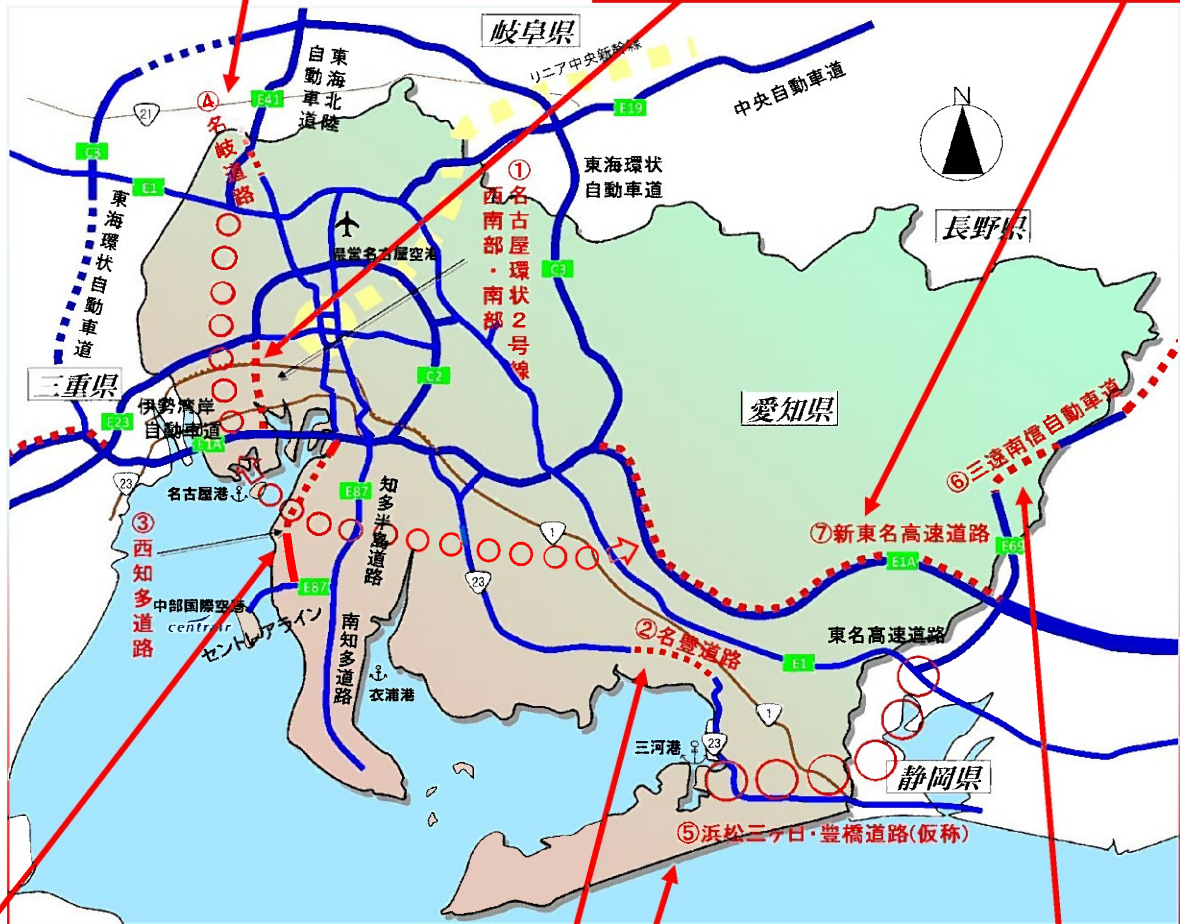 岐阜県
リニア中央新幹線
東海北陸
自動車道
中央自動車道
N
E41
E19
④名岐道路
21
C3
E1
①名古屋環状2号線
西南部・南部
東海環状
自動車道
長野県
東海環状自動車道
県営名古屋空港
C3
三重県
C2
愛知県
伊勢湾岸
自動車道
E23
E1A
⑥三遠南信自動車道
23
名古屋港
E87
知多半島道路
③西知多道路
1
⑦新東名高速道路
E69
E1A
23
E87
中部国際空港
centrair
セントレアライン
南知多道路
②名豊道路
東名高速道路
E1
衣浦港
1
三河港
23
静岡県
⑤浜松三ヶ日・豊橋道路(仮称)